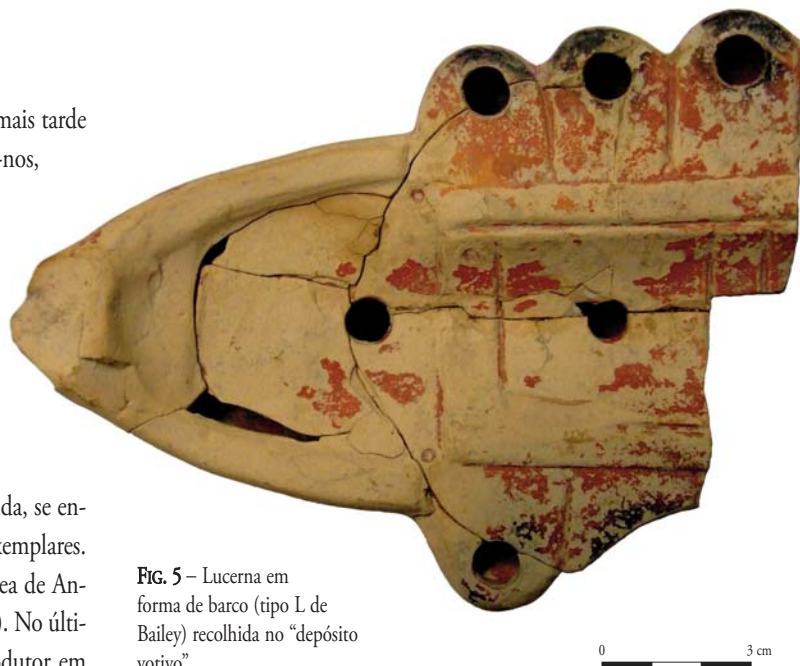 mais tarde
-nos,
da, se en-
xemplares.
ea de An-
). No últi-
dutor em
FIG. 5 – Lucerna em
forma de barco (tipo L de
Bailey) recolhida no “depósito
votivo”
0 3 cm